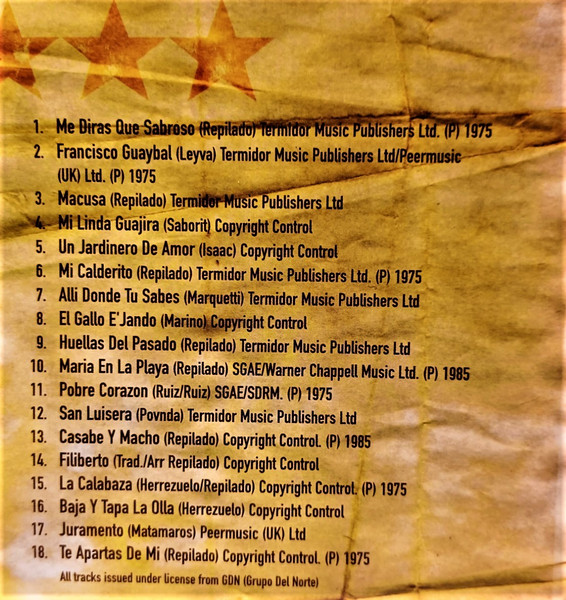 1. Me Diras Que Sabroso (Repilado) Termidor Music Publishers Ltd. (P) 1975
2. Francisco Guaybal (Leyva) Termidor Music Publishers Ltd/Peermusic
(UK) Ltd. (P) 1975
3. Macusa (Repilado) Termidor Music Publishers Ltd
4. Mi Linda Guajira (Saborit) Copyright Control
5. Un Jardinero De Amor (Isaac) Copyright Control
6. Mi Calderito (Repilado) Termidor Music Publishers Ltd. (P) 1975
7. Alli Donde Tu Sabes (Marquetti) Termidor Music Publishers Ltd
8. El Gallo E'Jando (Marino) Copyright Control
9. Huellas Del Pasado (Repilado) Termidor Music Publishers Ltd
10. Maria En La Playa (Repilado) SGAE/Warner Chappell Music Ltd. (P) 1985
11. Pobre Corazon (Ruiz/Ruiz) SGAE/SDRM. (P) 1975
12. San Luisera (Povnda) Termidor Music Publishers Ltd
13. Casabe Y Macho (Repilado) Copyright Control. (P) 1985
14. Filiberto (Trad./Arr Repilado) Copyright Control
15. La Calabaza (Herrezuelo/Repilado) Copyright Control. (P) 1975
16. Baja Y Tapa La Olla (Herrezuelo) Copyright Control
17. Juramento (Matamaros) Peermusic (UK) Ltd
18. Te Apartas De Mi (Repilado) Copyright Control. (P) 1975
All tracks issued under license from GDN (Grupo Del Norte)